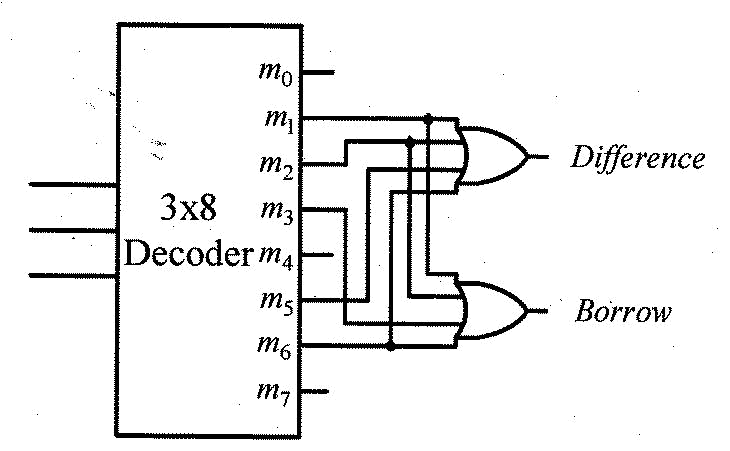 m0
m1
m2
m3
m4
m5
m6
m7
3x8
Decoder
Difference
Borrow